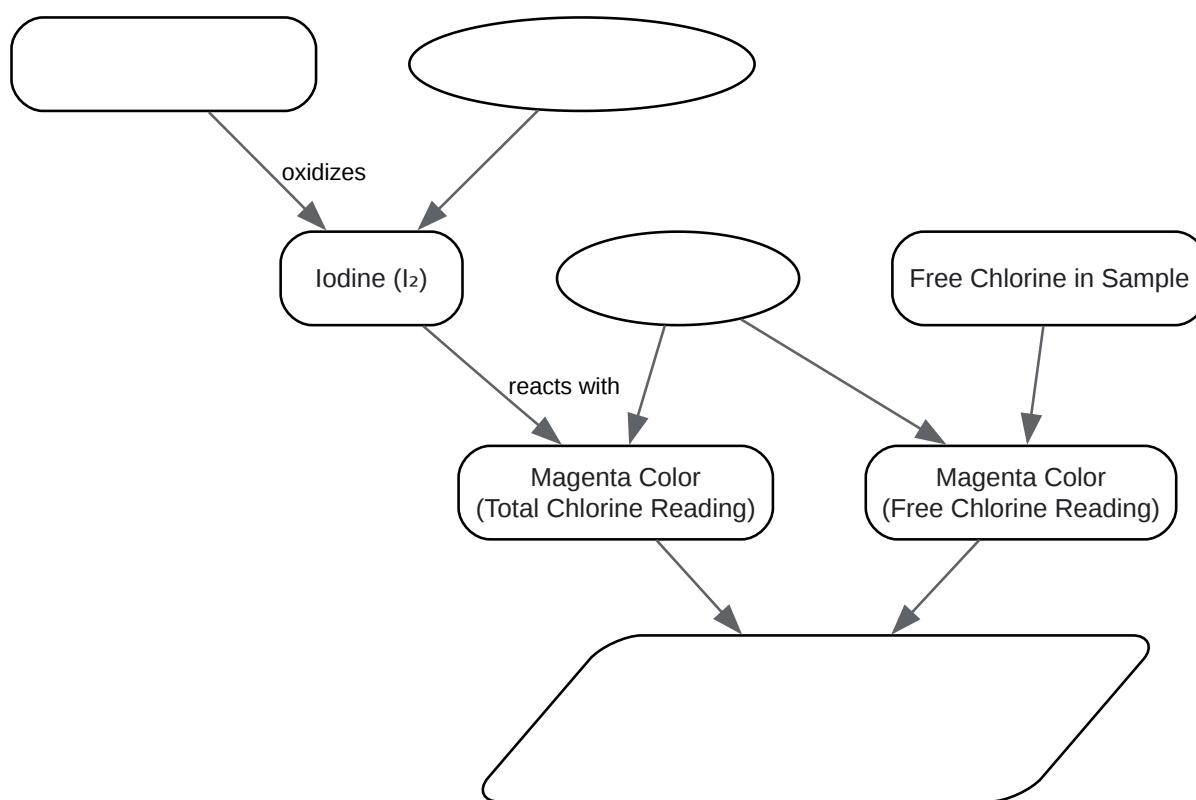 oxidizes
Iodine (I₂)
Free Chlorine in Sample
reacts with
Magenta Color
(Total Chlorine Reading)
Magenta Color
(Free Chlorine Reading)